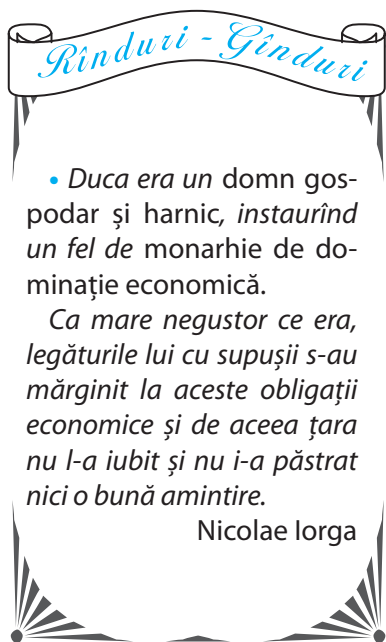 Rînduri - Gînduri
• Duca era un domn gos-
podar și harnic, instaurînd
un fel de monarhie de do-
minație economică.
Ca mare negustor ce era,
legăturile lui cu supușii s-au
mărginit la aceste obligații
economice și de aceea țara
nu l-a iubit și nu i-a păstrat
nici o bună amintire.
Nicolae Iorga